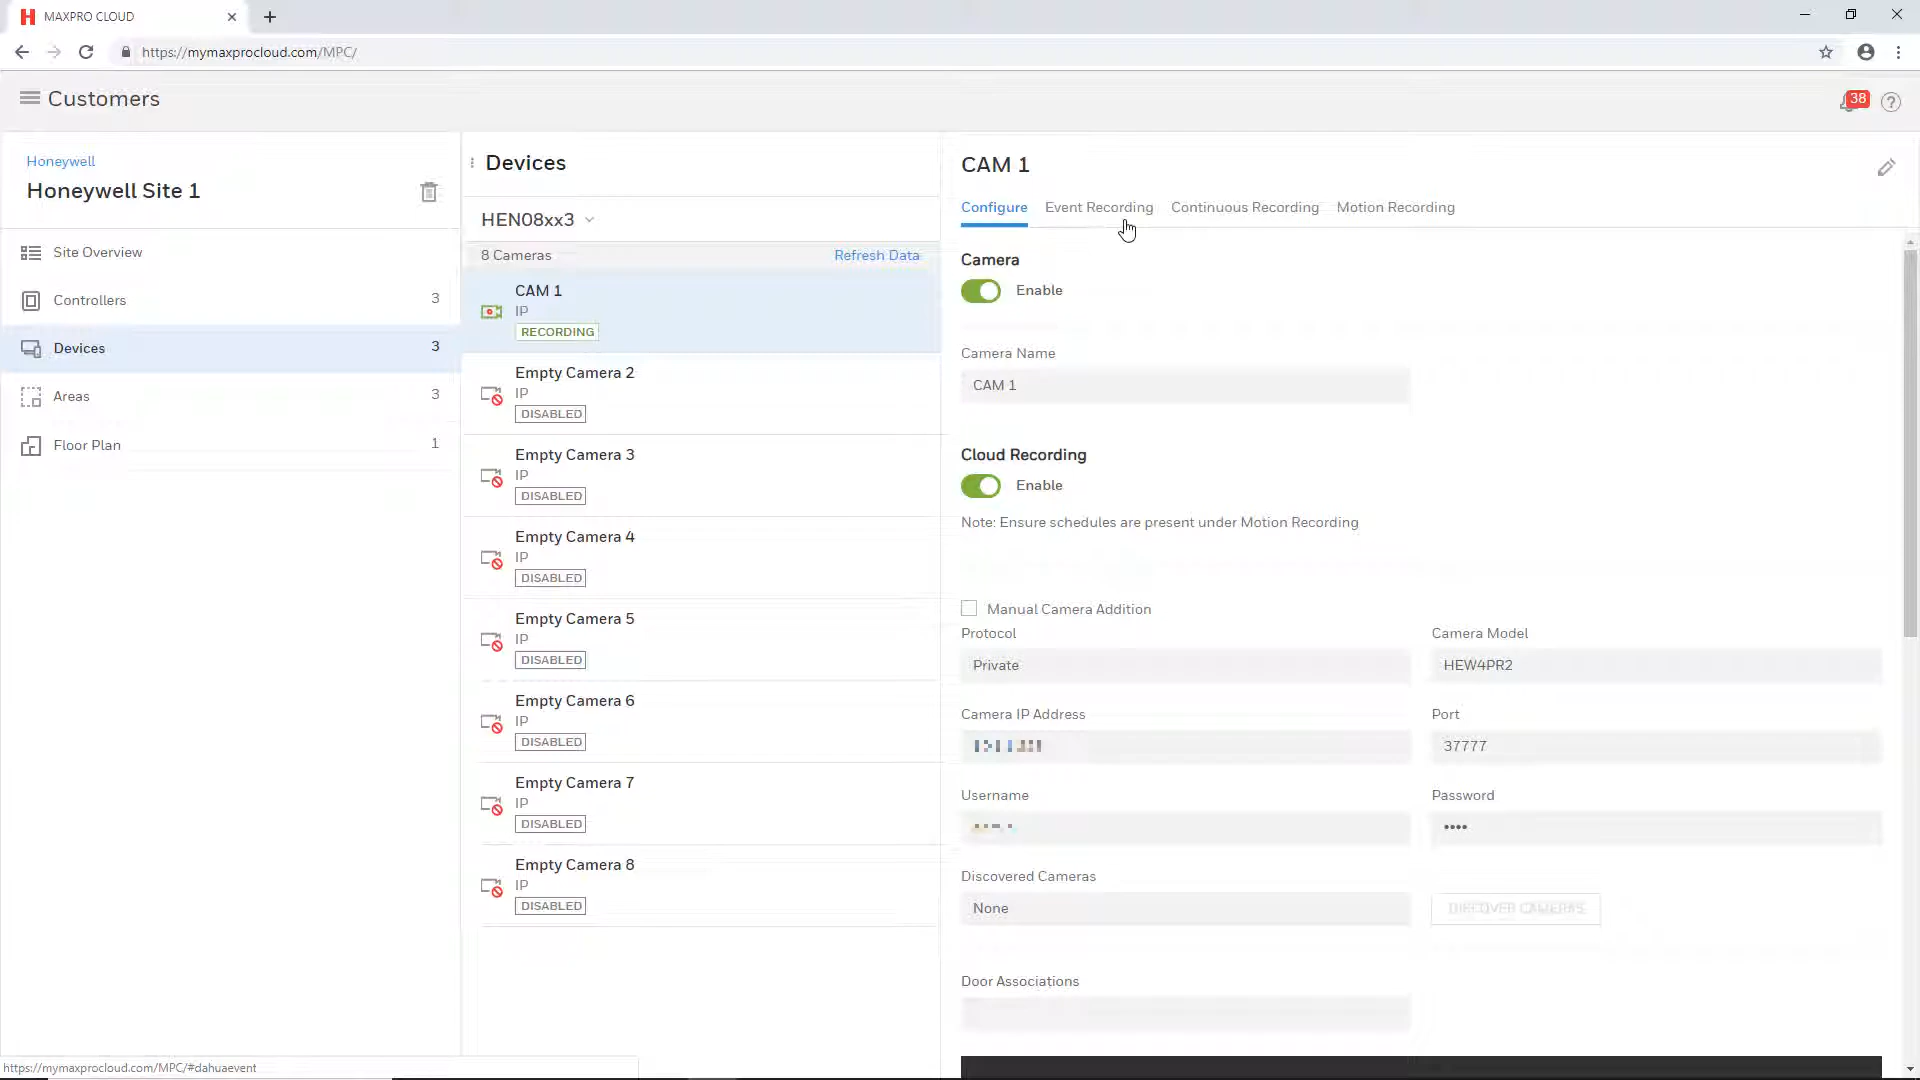 MAXPRO CLOUD
https://mymaxprocloud.com/MPC/
Customers
38
Honeywell
Honeywell Site 1
Site Overview
Controllers 3
Devices 3
Areas 3
Floor Plan 1
Devices
HEN08xx3
8 Cameras Refresh Data
CAM 1
IP
RECORDING
Empty Camera 2
IP
DISABLED
Empty Camera 3
IP
DISABLED
Empty Camera 4
IP
DISABLED
Empty Camera 5
IP
DISABLED
Empty Camera 6
IP
DISABLED
Empty Camera 7
IP
DISABLED
Empty Camera 8
IP
DISABLED
CAM 1
Configure Event Recording Continuous Recording Motion Recording
Camera
Enable
Camera Name
CAM 1
Cloud Recording
Enable
Note: Ensure schedules are present under Motion Recording
Manual Camera Addition
Protocol Camera Model
Private HEW4PR2
Camera IP Address Port
37777
Username Password
••••
Discovered Cameras
None DISCOVER CAMERAS
Door Associations
https://mymaxprocloud.com/MPC/#dahuaevent